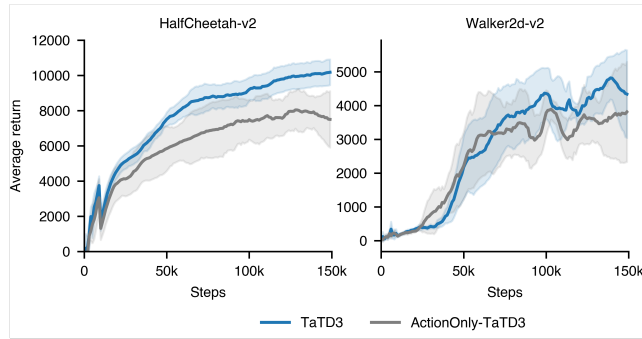 HalfCheetah-v2
Walker2d-v2
Average return
12000
10000
8000
6000
4000
2000
0
0
50k
100k
150k
Steps
5000
4000
3000
2000
1000
0
0
50k
100k
150k
Steps
TaTD3
ActionOnly-TaTD3